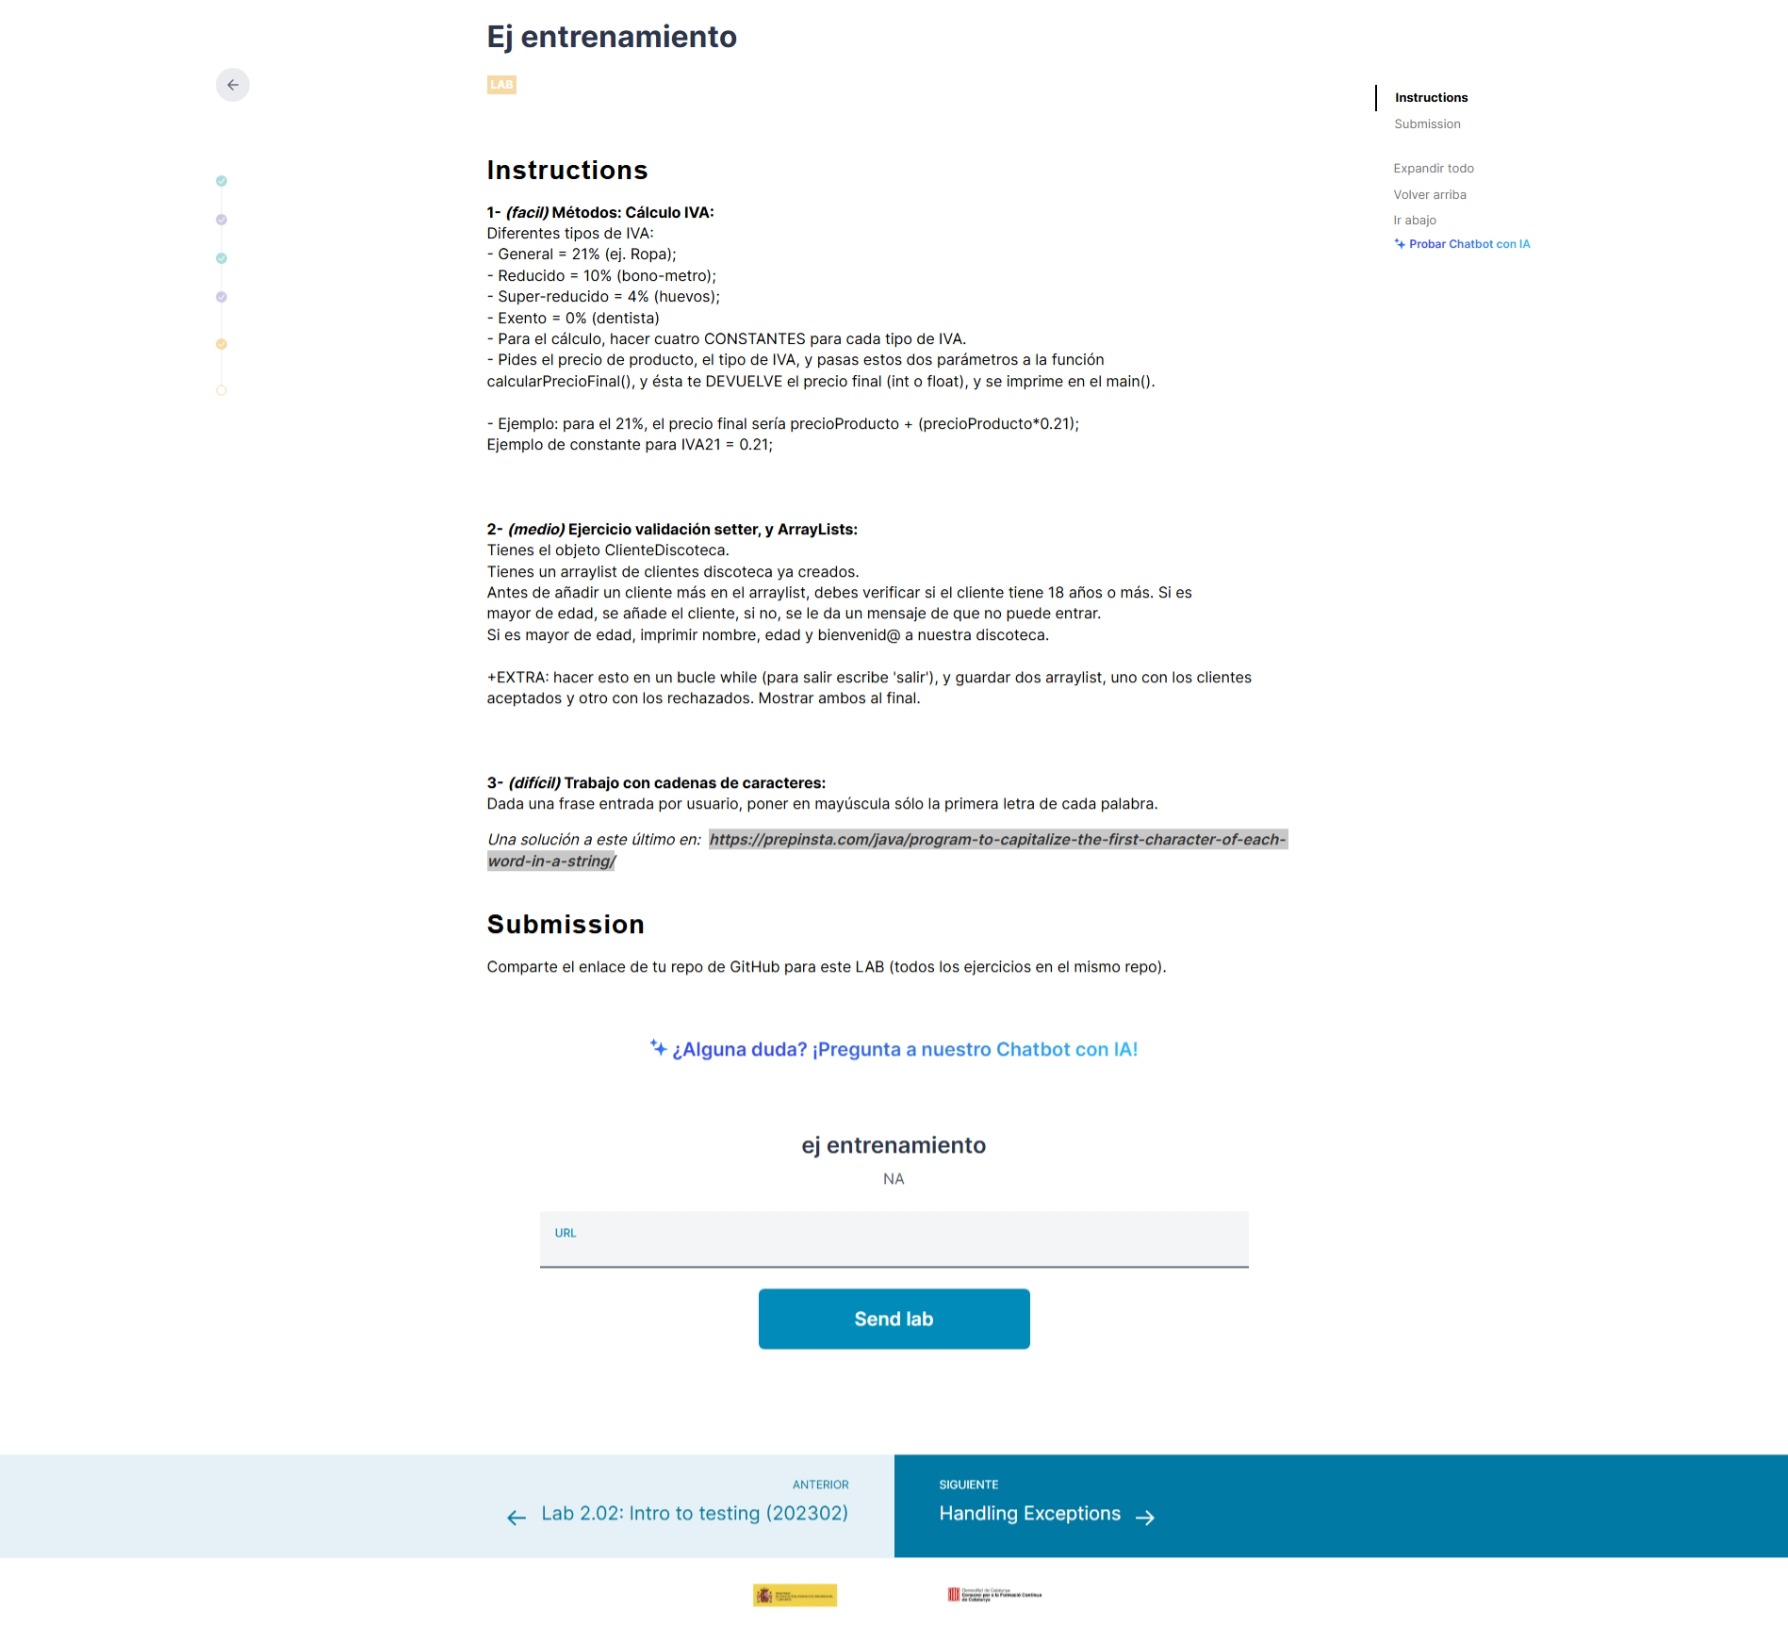 Ej entrenamiento
LAB
Instructions
Submission
Expandir todo
Volver arriba
Ir abajo
Probar Chatbot con IA
Instructions
1- (facil) Métodos: Cálculo IVA:
Diferentes tipos de IVA:
- General = 21% (ej. Ropa);
- Reducido = 10% (bono-metro);
- Super-reducido = 4% (huevos);
- Exento = 0% (dentista)
- Para el cálculo, hacer cuatro CONSTANTES para cada tipo de IVA.
- Pides el precio de producto, el tipo de IVA, y pasas estos dos parámetros a la función
calcularPrecioFinal(), y ésta te DEVUELVE el precio final (int o float), y se imprime en el main().
- Ejemplo: para el 21%, el precio final sería precioProducto + (precioProducto*0.21);
Ejemplo de constante para IVA21 = 0.21;
2- (medio) Ejercicio validación setter, y ArrayLists:
Tienes el objeto ClienteDiscoteca.
Tienes un arraylist de clientes discoteca ya creados.
Antes de añadir un cliente más en el arraylist, debes verificar si el cliente tiene 18 años o más. Si es
mayor de edad, se añade el cliente, si no, se le da un mensaje de que no puede entrar.
Si es mayor de edad, imprimir nombre, edad y bienvenid@ a nuestra discoteca.
+EXTRA: hacer esto en un bucle while (para salir escribe 'salir'), y guardar dos arraylist, uno con los clientes
aceptados y otro con los rechazados. Mostrar ambos al final.
3- (difícil) Trabajo con cadenas de caracteres:
Dada una frase entrada por usuario, poner en mayúscula sólo la primera letra de cada palabra.
Una solución a este último en: https://prepinsta.com/java/program-to-capitalize-the-first-character-of-each-
word-in-a-string/
Submission
Comparte el enlace de tu repo de GitHub para este LAB (todos los ejercicios en el mismo repo).
¿Alguna duda? ¡Pregunta a nuestro Chatbot con IA!
ej entrenamiento
NA
URL
Send lab
ANTERIOR
← Lab 2.02: Intro to testing (202302)
SIGUIENTE
Handling Exceptions →
Generalitat de Catalunya
Consorci per a la Formació Contínua
de Catalunya